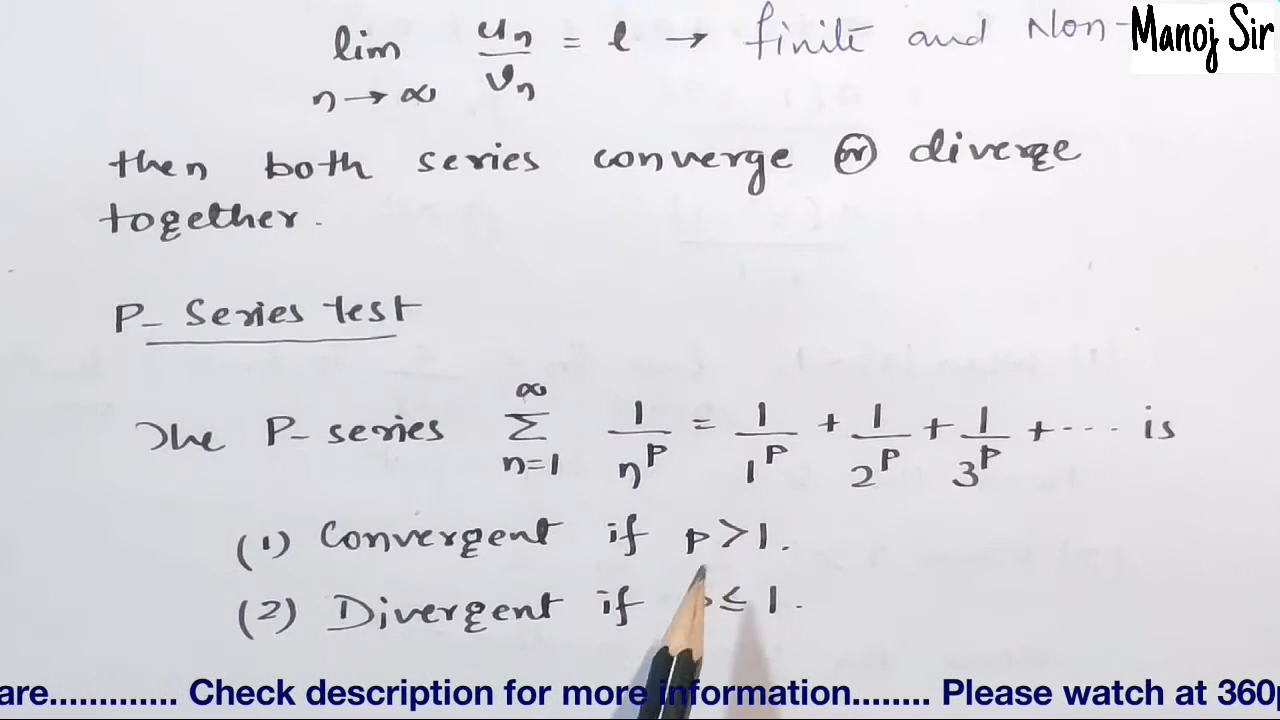 lim n→∞ un/vn = l → finite and Non-
Manoj Sir
then both series converge or diverge
together.
P- Series test
The P- series ∞ Σ n=1 1/n^p = 1/1^p + 1/2^p + 1/3^p + ···· is
(1) Convergent if p>1.
(2) Divergent if ≤ 1.
are............. Check description for more information........ Please watch at 360p